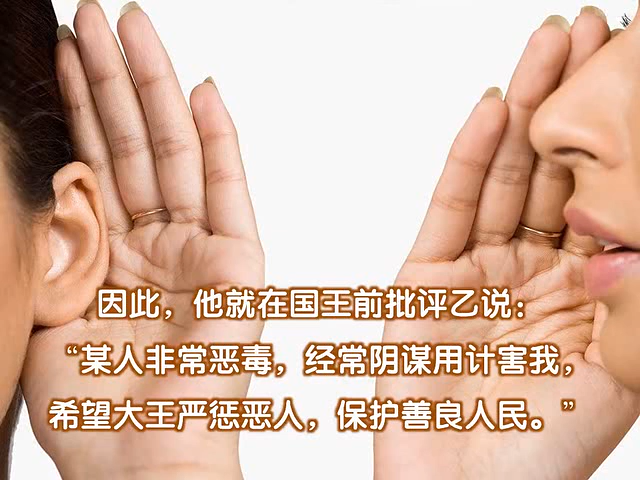 因此，他就在国王前批评乙说：
“某人非常恶毒，经常阴谋用计害我，
希望大王严惩恶人，保护善良人民。”